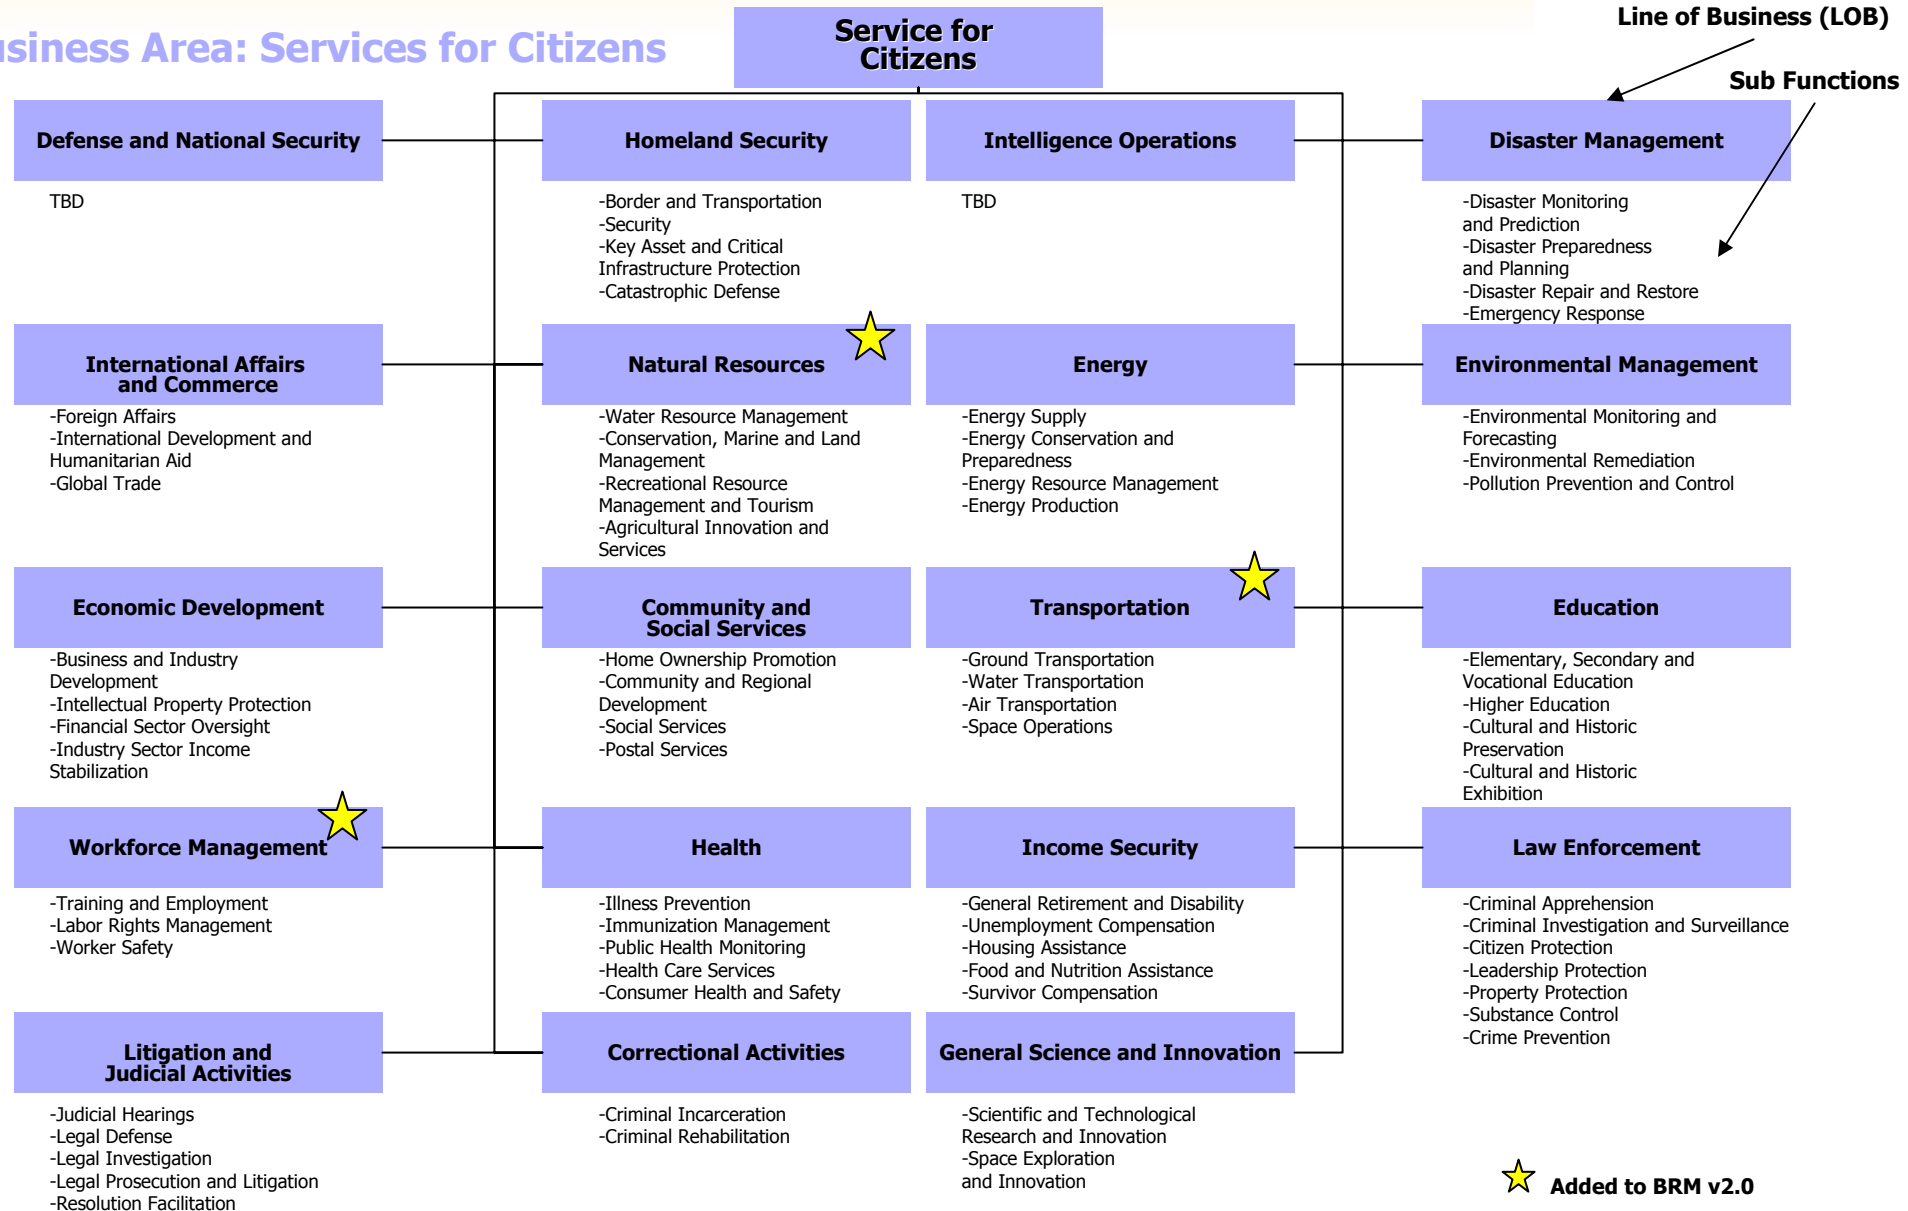 usiness Area: Services for Citizens
Service for
Citizens
Line of Business (LOB)
Sub Functions
Defense and National Security
TBD
Homeland Security
-Border and Transportation
-Security
-Key Asset and Critical
Infrastructure Protection
-Catastrophic Defense
Intelligence Operations
TBD
Disaster Management
-Disaster Monitoring
and Prediction
-Disaster Preparedness
and Planning
-Disaster Repair and Restore
-Emergency Response
International Affairs
and Commerce
-Foreign Affairs
-International Development and
Humanitarian Aid
-Global Trade
Natural Resources
-Water Resource Management
-Conservation, Marine and Land
Management
-Recreational Resource
Management and Tourism
-Agricultural Innovation and
Services
Energy
-Energy Supply
-Energy Conservation and
Preparedness
-Energy Resource Management
-Energy Production
Environmental Management
-Environmental Monitoring and
Forecasting
-Environmental Remediation
-Pollution Prevention and Control
Economic Development
-Business and Industry
Development
-Intellectual Property Protection
-Financial Sector Oversight
-Industry Sector Income
Stabilization
Community and
Social Services
-Home Ownership Promotion
-Community and Regional
Development
-Social Services
-Postal Services
Transportation
-Ground Transportation
-Water Transportation
-Air Transportation
-Space Operations
Education
-Elementary, Secondary and
Vocational Education
-Higher Education
-Cultural and Historic
Preservation
-Cultural and Historic
Exhibition
Workforce Management
-Training and Employment
-Labor Rights Management
-Worker Safety
Health
-Illness Prevention
-Immunization Management
-Public Health Monitoring
-Health Care Services
-Consumer Health and Safety
Income Security
-General Retirement and Disability
-Unemployment Compensation
-Housing Assistance
-Food and Nutrition Assistance
-Survivor Compensation
Law Enforcement
-Criminal Apprehension
-Criminal Investigation and Surveillance
-Citizen Protection
-Leadership Protection
-Property Protection
-Substance Control
-Crime Prevention
Litigation and
Judicial Activities
-Judicial Hearings
-Legal Defense
-Legal Investigation
-Legal Prosecution and Litigation
-Resolution Facilitation
Correctional Activities
-Criminal Incarceration
-Criminal Rehabilitation
General Science and Innovation
-Scientific and Technological
Research and Innovation
-Space Exploration
and Innovation
Added to BRM v2.0